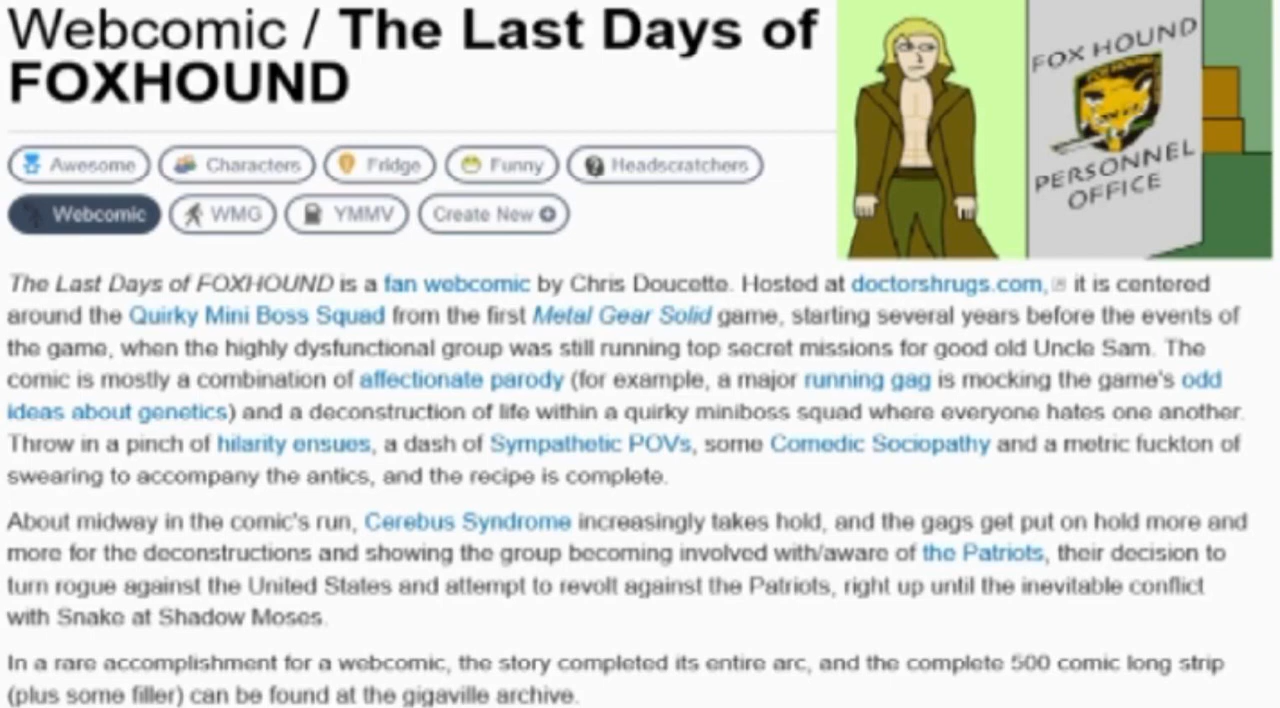 Webcomic / The Last Days of
FOXHOUND
FOX HOUND
FOX HOUND
PERSONNEL
OFFICE
Awesome
Characters
Fridge
Funny
Headscratchers
Webcomic
WMG
YMMV
Create New
The Last Days of FOXHOUND is a fan webcomic by Chris Doucette. Hosted at doctorshrugs.com, it is centered
around the Quirky Mini Boss Squad from the first Metal Gear Solid game, starting several years before the events of
the game, when the highly dysfunctional group was still running top secret missions for good old Uncle Sam. The
comic is mostly a combination of affectionate parody (for example, a major running gag is mocking the game's odd
ideas about genetics) and a deconstruction of life within a quirky miniboss squad where everyone hates one another.
Throw in a pinch of hilarity ensues, a dash of Sympathetic POVs, some Comedic Sociopathy and a metric fuckton of
swearing to accompany the antics, and the recipe is complete.
About midway in the comic's run, Cerebus Syndrome increasingly takes hold, and the gags get put on hold more and
more for the deconstructions and showing the group becoming involved with/aware of the Patriots, their decision to
turn rogue against the United States and attempt to revolt against the Patriots, right up until the inevitable conflict
with Snake at Shadow Moses.
In a rare accomplishment for a webcomic, the story completed its entire arc, and the complete 500 comic long strip
(plus some filler) can be found at the gigaville archive.